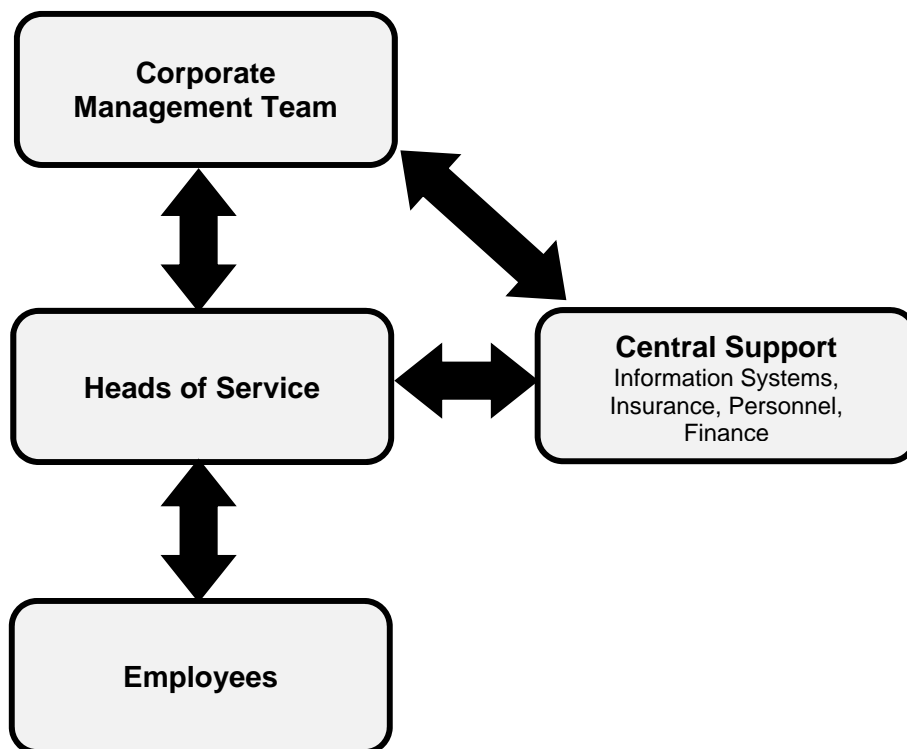 Corporate
Management Team
Heads of Service
Central Support
Information Systems,
Insurance, Personnel,
Finance
Employees